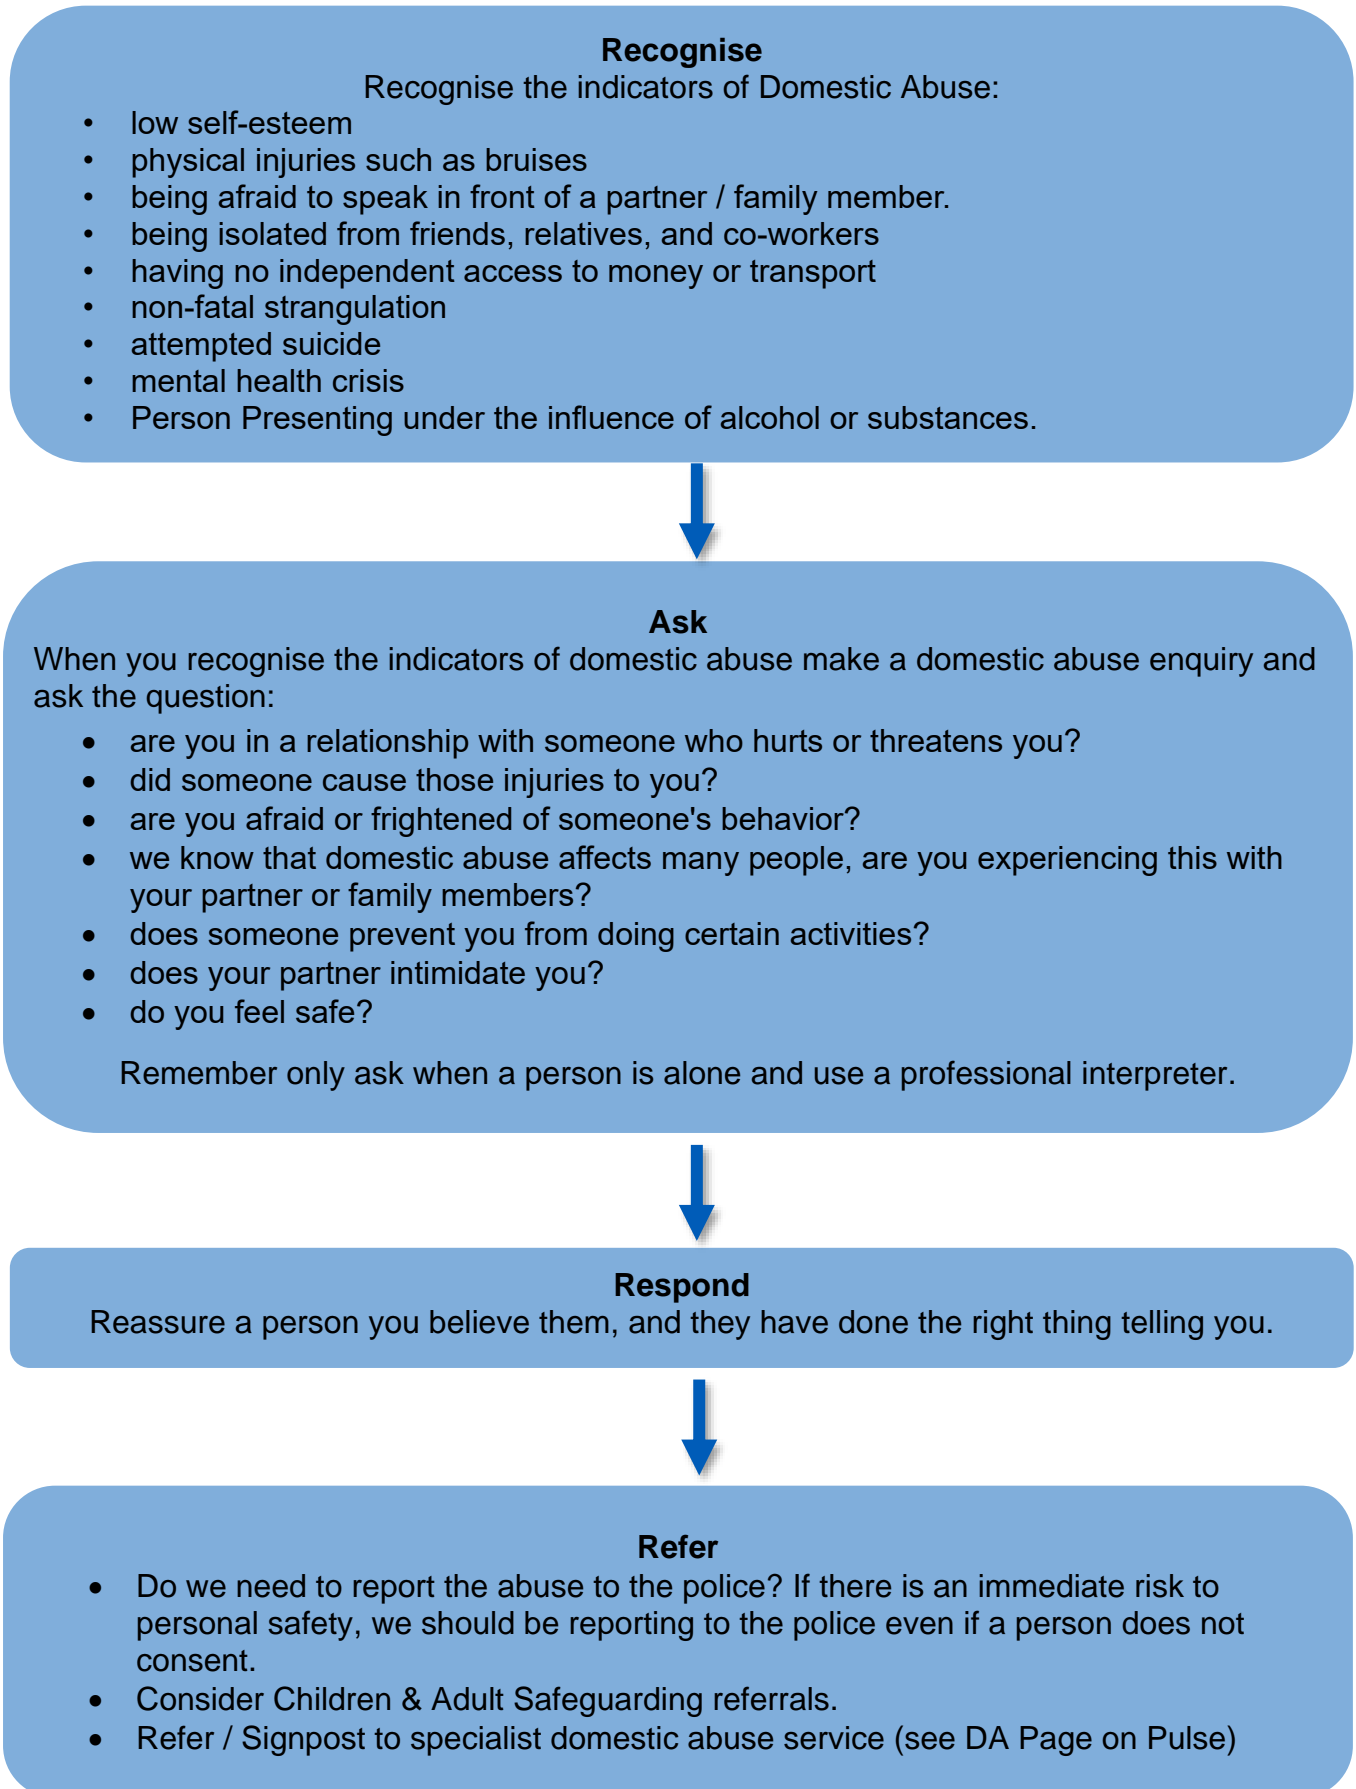 Recognise
Recognise the indicators of Domestic Abuse:
• low self-esteem
• physical injuries such as bruises
• being afraid to speak in front of a partner / family member.
• being isolated from friends, relatives, and co-workers
• having no independent access to money or transport
• non-fatal strangulation
• attempted suicide
• mental health crisis
• Person Presenting under the influence of alcohol or substances.
Ask
When you recognise the indicators of domestic abuse make a domestic abuse enquiry and
ask the question:
• are you in a relationship with someone who hurts or threatens you?
• did someone cause those injuries to you?
• are you afraid or frightened of someone's behavior?
• we know that domestic abuse affects many people, are you experiencing this with
your partner or family members?
• does someone prevent you from doing certain activities?
• does your partner intimidate you?
• do you feel safe?
Remember only ask when a person is alone and use a professional interpreter.
Respond
Reassure a person you believe them, and they have done the right thing telling you.
Refer
• Do we need to report the abuse to the police? If there is an immediate risk to
personal safety, we should be reporting to the police even if a person does not
consent.
• Consider Children & Adult Safeguarding referrals.
• Refer / Signpost to specialist domestic abuse service (see DA Page on Pulse)